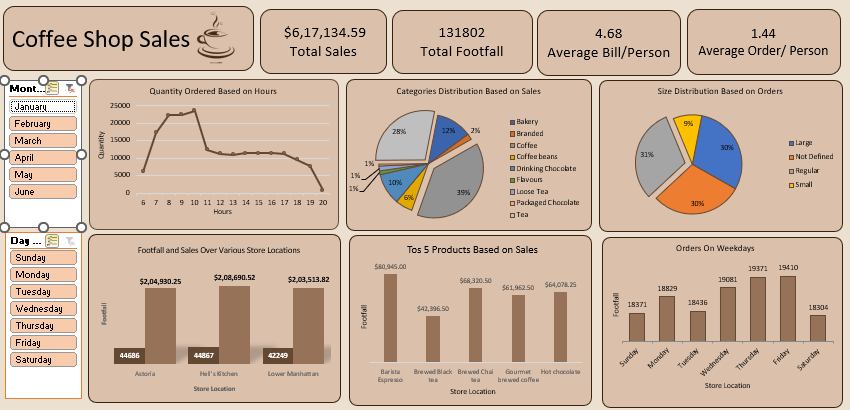 Coffee Shop Sales
$6,17,134.59
Total Sales
131802
Total Footfall
4.68
Average Bill/Person
1.44
Average Order/ Person
Mont...
January
February
March
April
May
June
Day ...
Sunday
Monday
Tuesday
Wednesday
Thursday
Friday
Saturday
Quantity Ordered Based on Hours
Quantity
25000
20000
15000
10000
5000
0
6 7 8 9 10 11 12 13 14 15 16 17 18 19 20
Hours
Categories Distribution Based on Sales
12%
2%
39%
6%
10%
1%
1%
1%
28%
Bakery
Branded
Coffee
Coffee beans
Drinking Chocolate
Flavours
Loose Tea
Packaged Chocolate
Tea
Size Distribution Based on Orders
30%
30%
31%
9%
Large
Not Defined
Regular
Small
Footfall and Sales Over Various Store Locations
Footfall
$2,04,930.25
$2,08,690.52
$2,03,513.82
44686
44867
42249
Astoria
Hell's Kitchen
Lower Manhattan
Store Location
Tos 5 Products Based on Sales
Footfall
$80,945.00
$42,396.50
$68,320.50
$61,962.50
$64,078.25
Barista
Espresso
Brewed Black
tea
Brewed Chai
tea
Gourmet
brewed coffee
Hot chocolate
Store Location
Orders On Weekdays
Footfall
18371
18829
18436
19081
19371
19410
18304
Sunday
Monday
Tuesday
Wednesday
Thursday
Friday
Saturday
Store Location